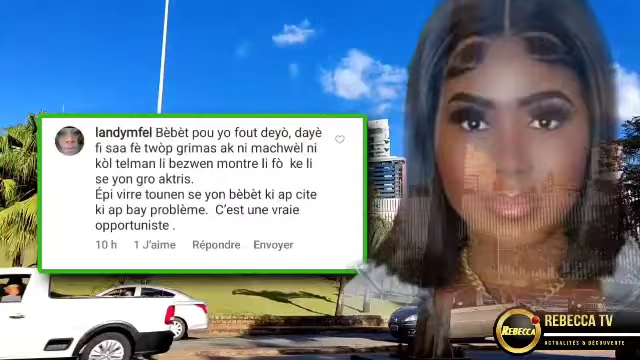 landymfel Bèbèt pou yo fout deyò, dayè
fi saa fè twòp grimas ak ni machwèl ni
kòl telman li bezwen montre li fò ke li
se yon gro aktris.
Épi virre tounen se yon bèbèt ki ap cite
ki ap bay problème. C'est une vraie
opportuniste .
10 h 1 J'aime Répondre Envoyer
REBECCA
REBECCA TV
ACTUALITÉS & DÉCOUVERTE